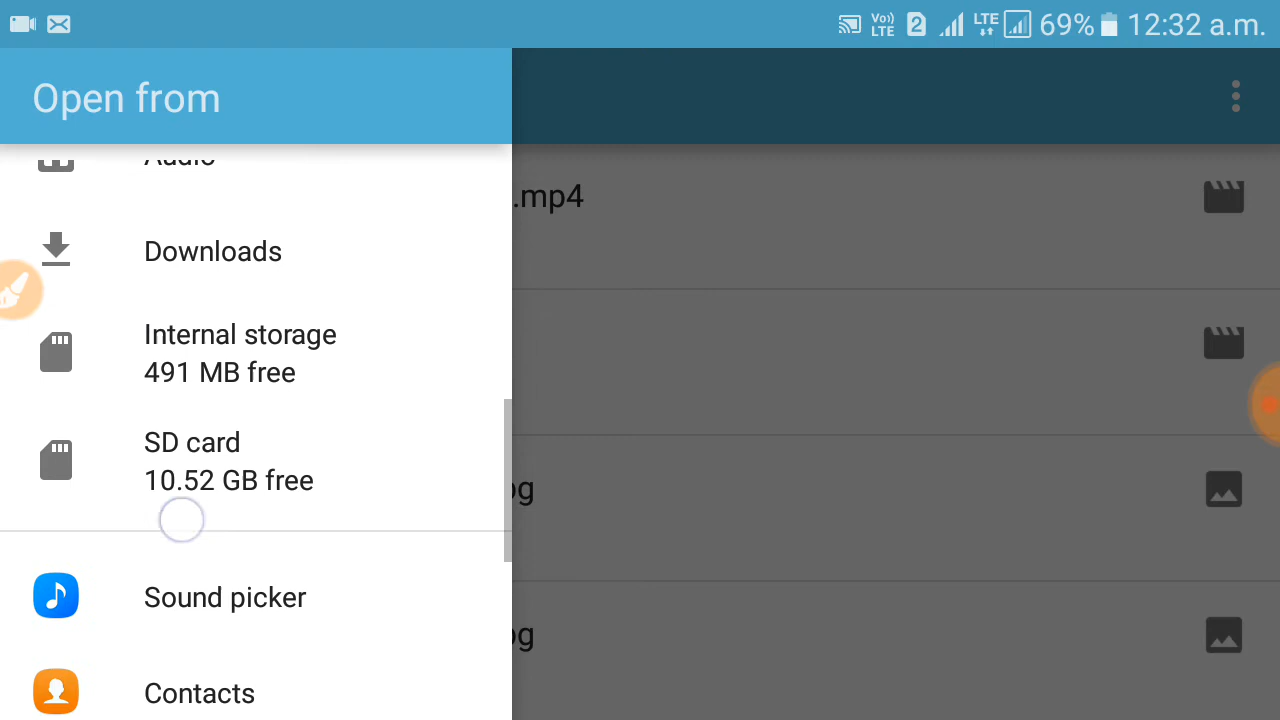 Vo)) LTE 2 LTE 69% 12:32 a.m.
Open from
Audio
.mp4
Downloads
Internal storage
491 MB free
SD card
10.52 GB free
Sound picker
Contacts